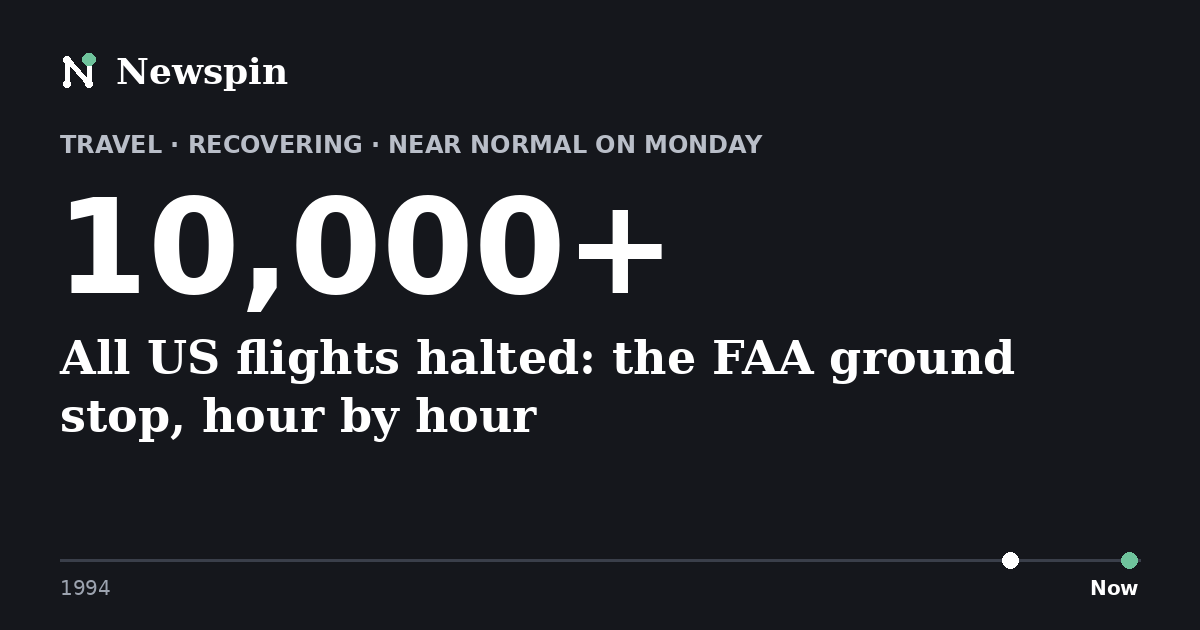 Newspin
TRAVEL · RECOVERING · NEAR NORMAL ON MONDAY
10,000+
All US flights halted: the FAA ground
stop, hour by hour
1994
Now